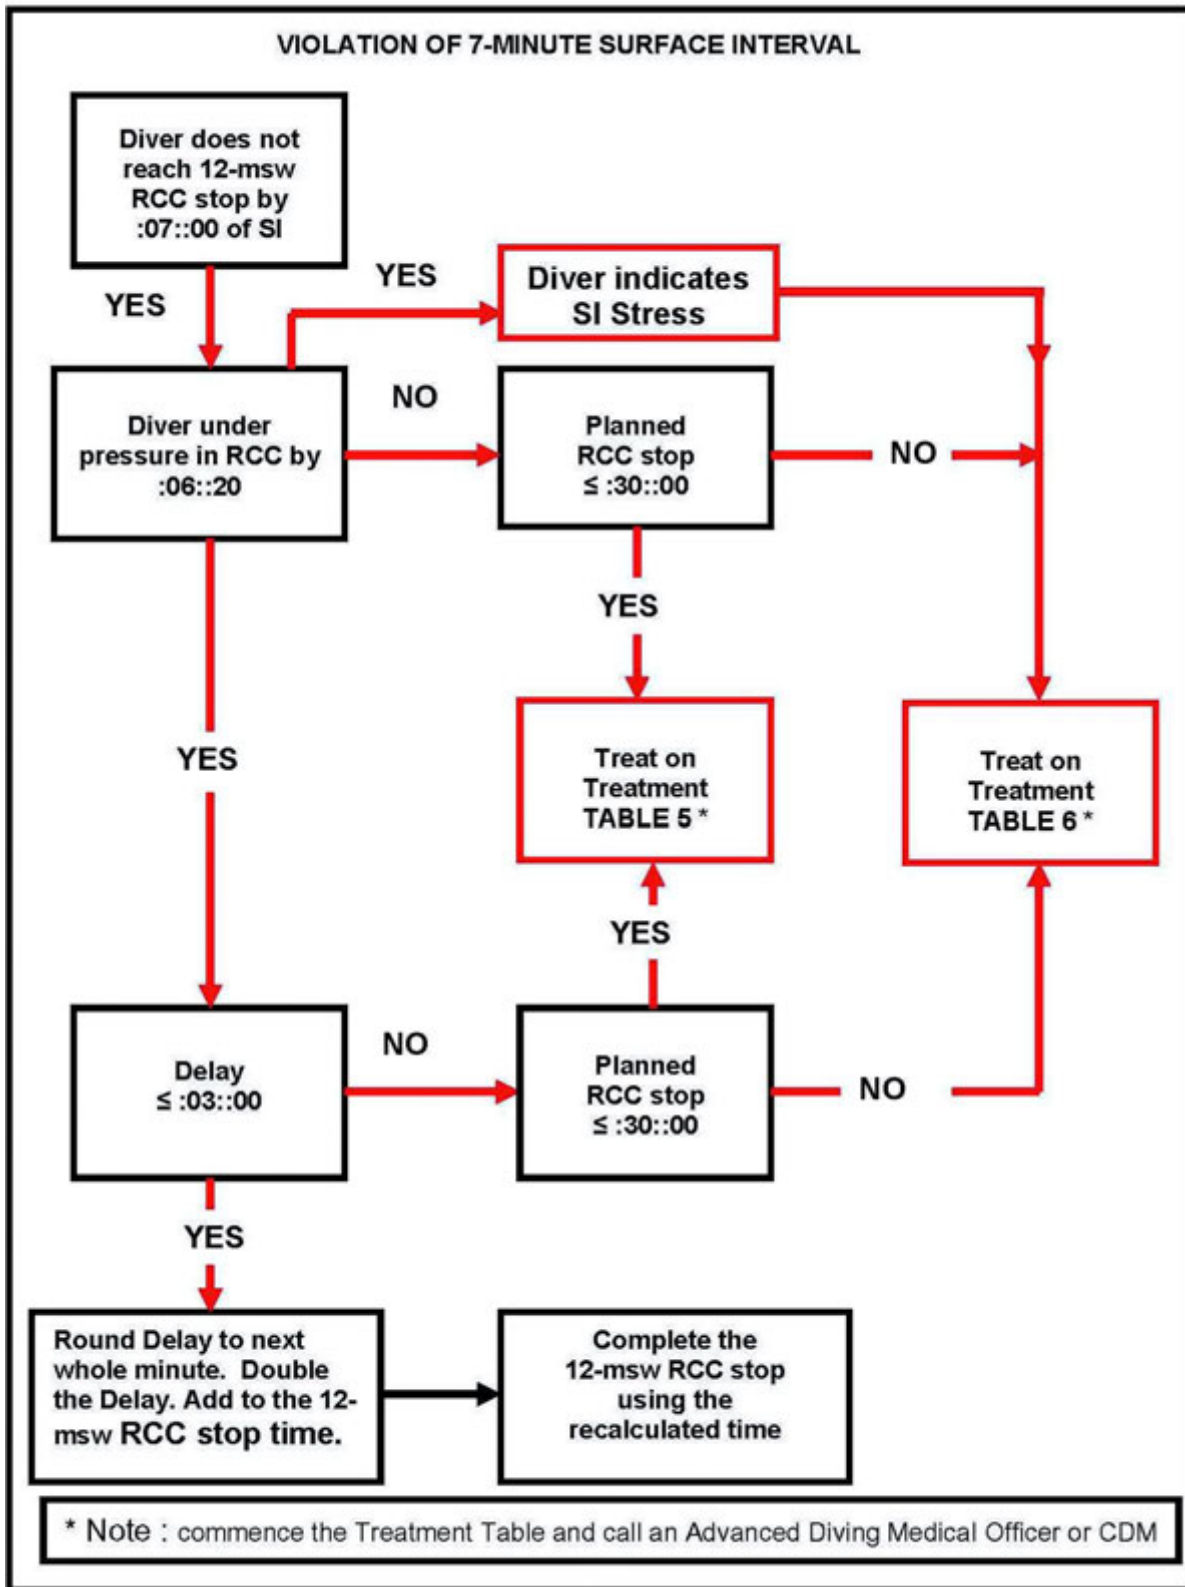 VIOLATION OF 7-MINUTE SURFACE INTERVAL
Diver does not
reach 12-msw
RCC stop by
:07::00 of SI
YES
YES
Diver indicates
SI Stress
Diver under
pressure in RCC by
:06::20
NO
Planned
RCC stop
≤ :30::00
NO
YES
YES
Treat on
Treatment
TABLE 5 *
Treat on
Treatment
TABLE 6 *
YES
Delay
≤ :03::00
NO
Planned
RCC stop
≤ :30::00
NO
YES
Round Delay to next
whole minute. Double
the Delay. Add to the 12-
msw RCC stop time.
Complete the
12-msw RCC stop
using the
recalculated time
* Note : commence the Treatment Table and call an Advanced Diving Medical Officer or CDM